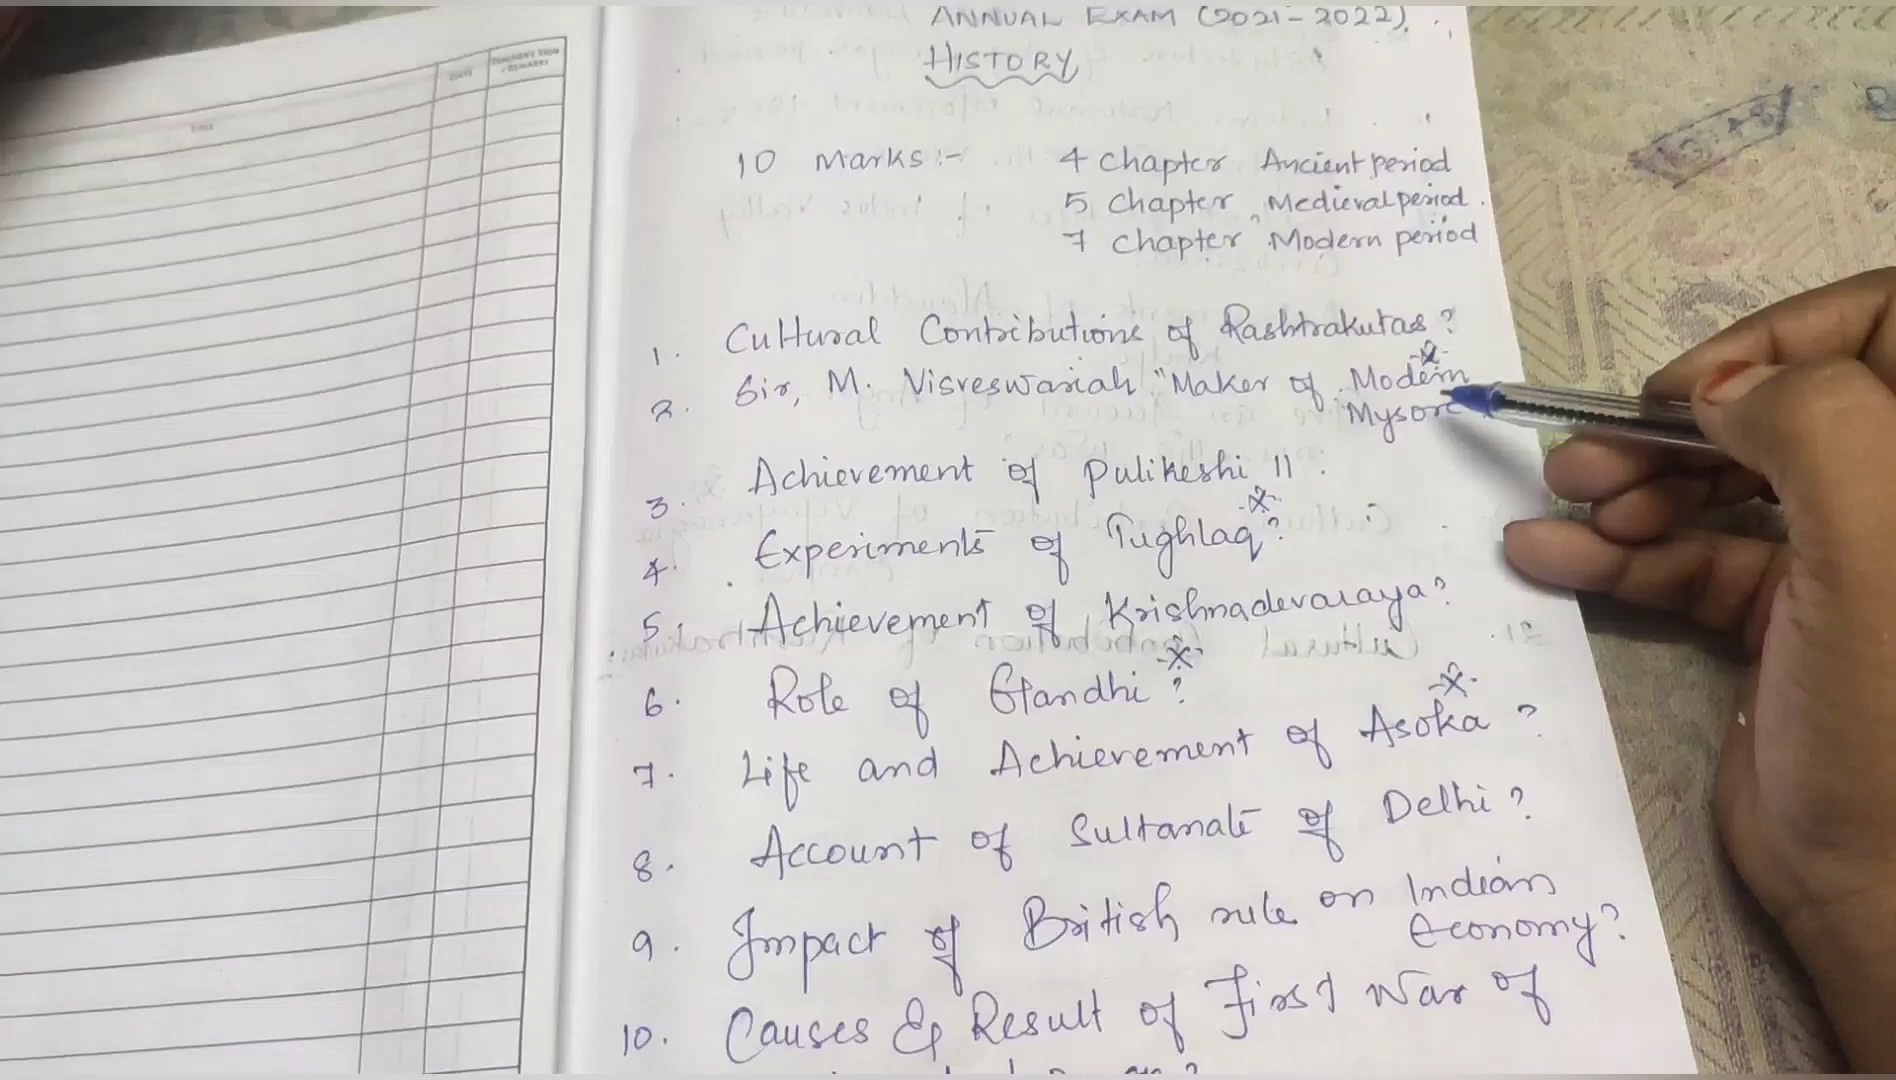 ANNUAL EXAM (2021-2022)
HISTORY
10 Marks:- 4 chapter Ancient period
5 chapter Medieval period.
7 chapter Modern period
1. Cultural Contributions of Rashtrakutas?
2. Sir, M. Visveswariah "Maker of Modern
Mysore
3. Achievement of Pulikeshi II.
4. Experiments of Tughlaq?
5. Achievement of Krishnadevaraya?
6. Role of Gandhi?
7. Life and Achievement of Asoka?
8. Account of Sultanate of Delhi?
9. Impact of British rule on Indian
economy?
10. Causes & Result of First War of